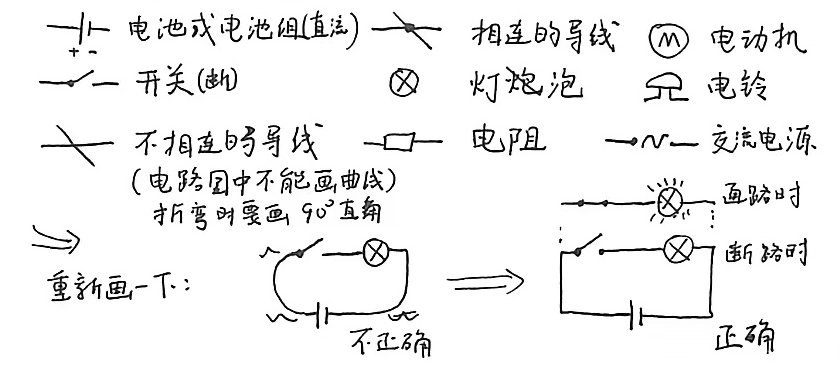 电池或电池组(直流) 相连的导线 M 电动机
+ -
开关(断) 灯泡 电铃
不相连的导线 电阻 交流电源
(电路图中不能画曲线)
折弯时要画90°直角
通路时
断路时
重新画一下:
不正确 正确